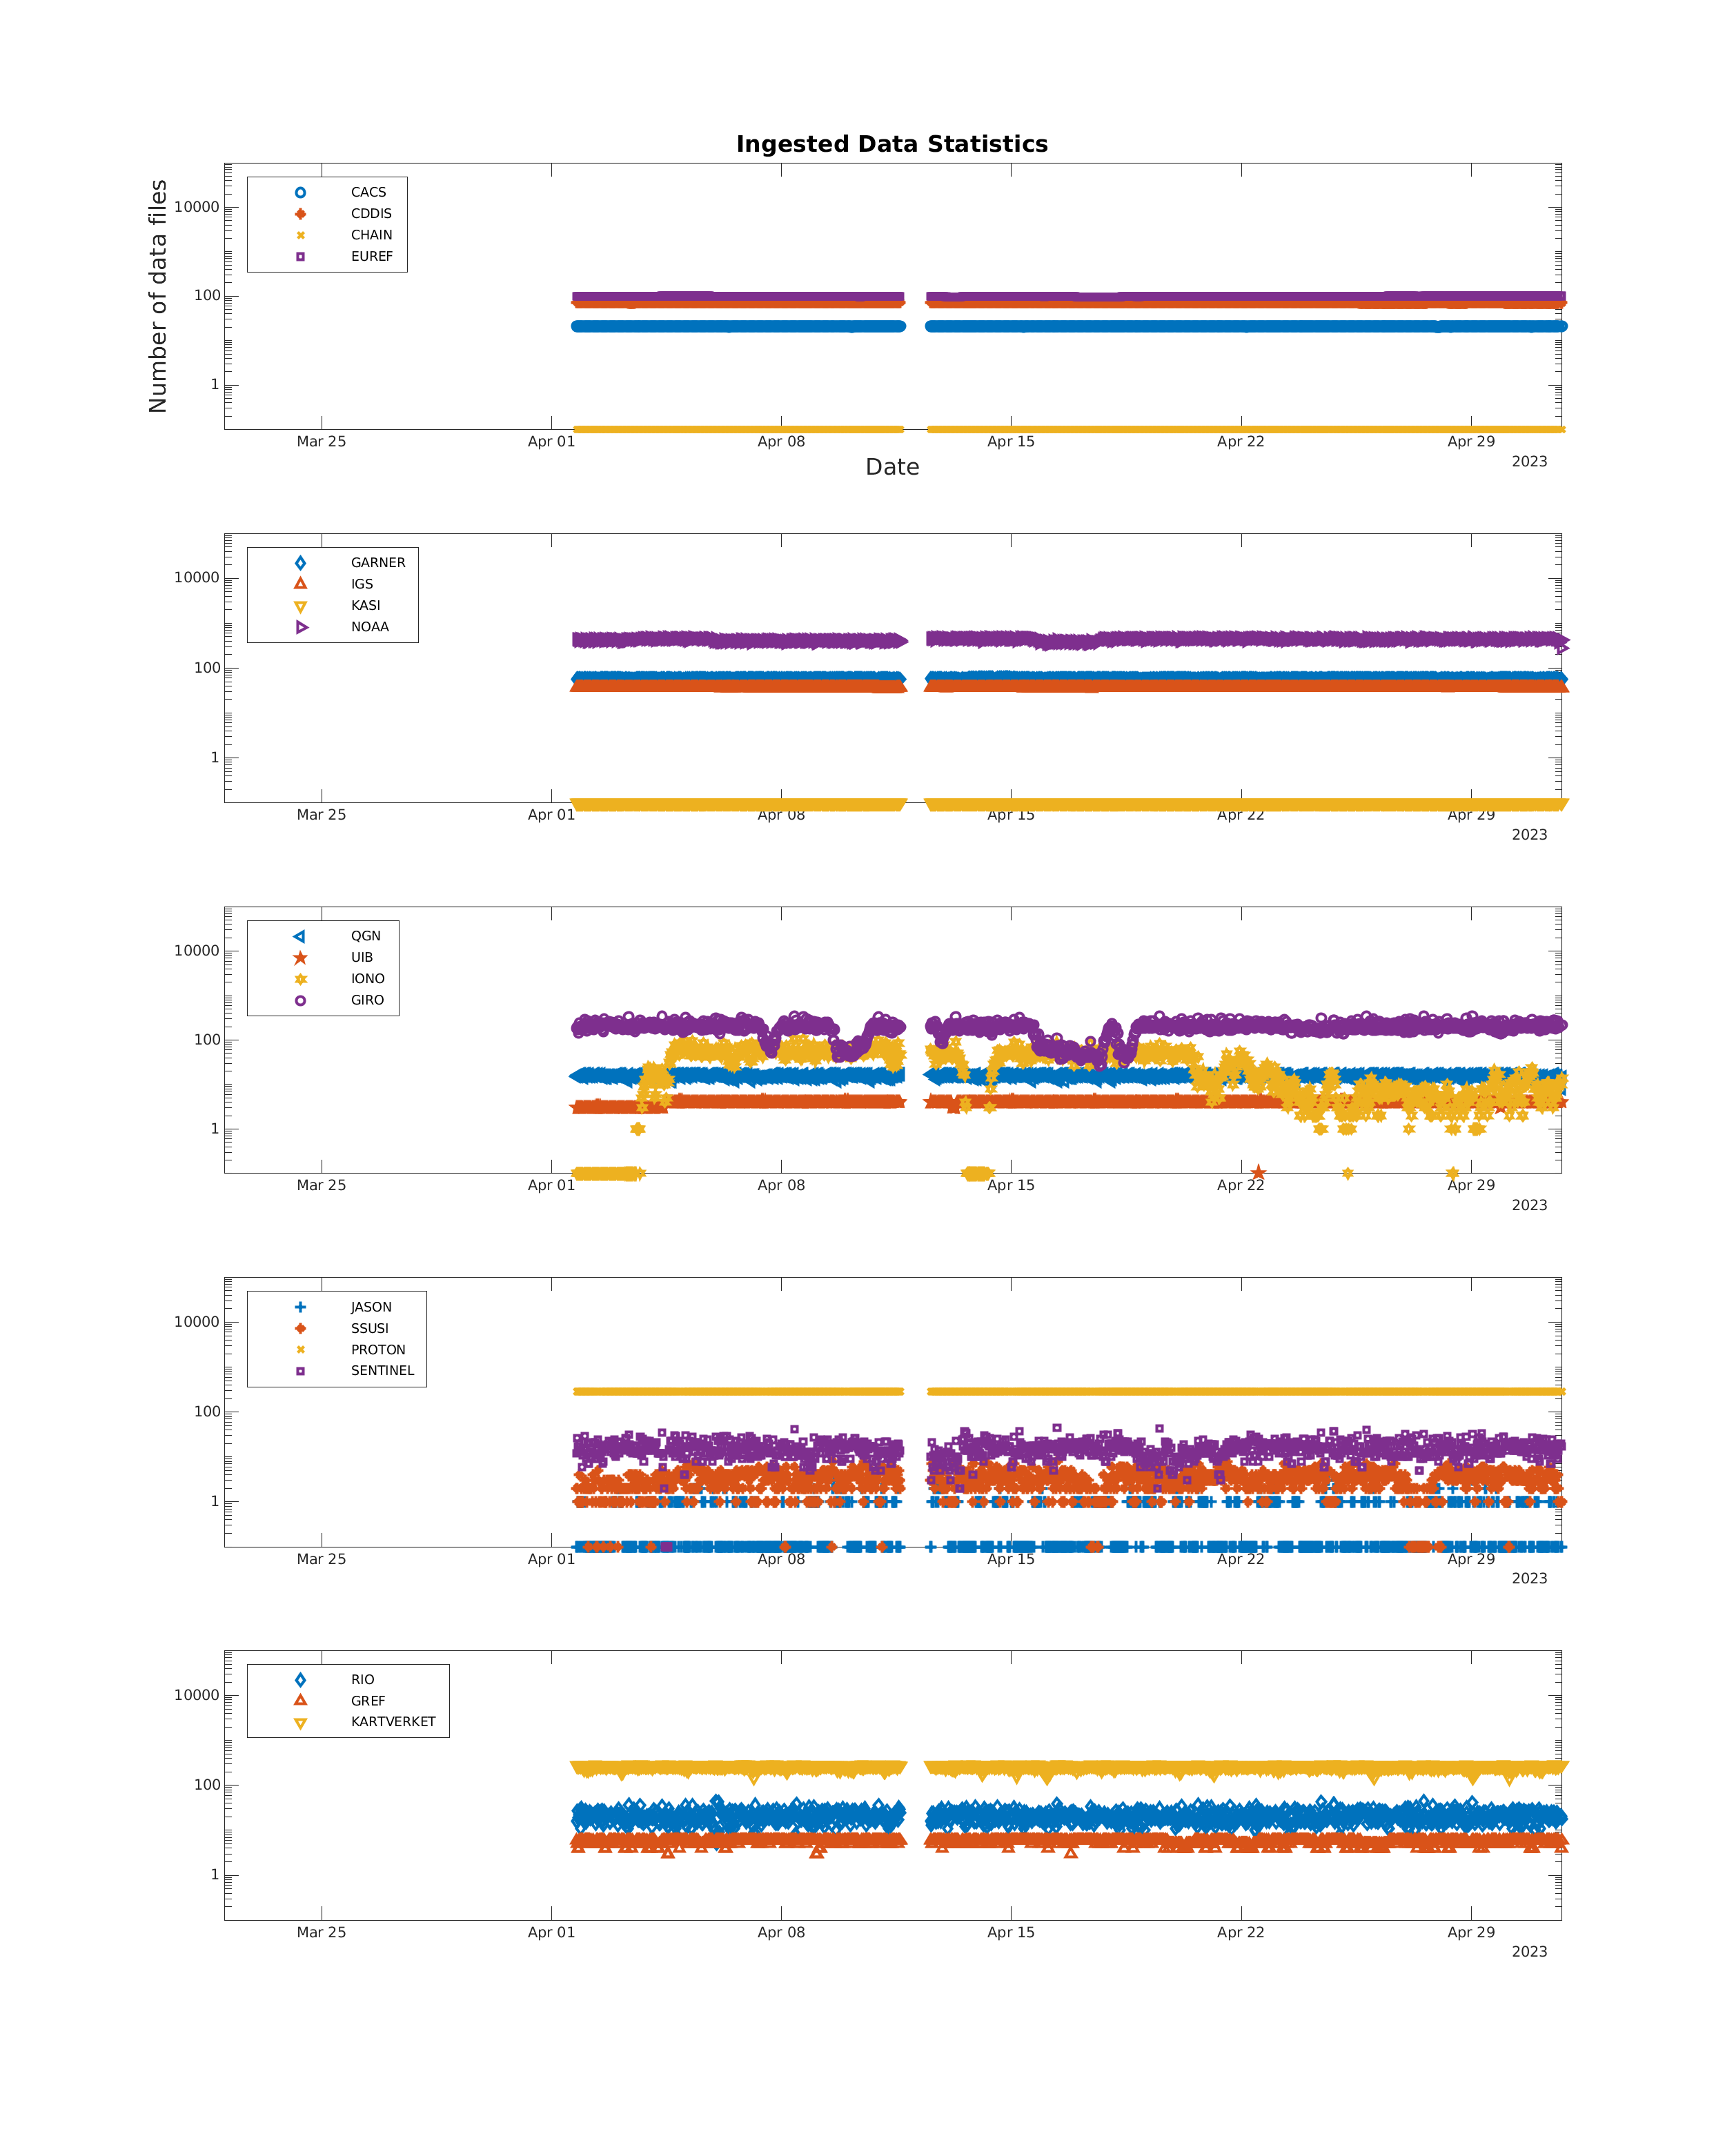 Ingested Data Statistics
Number of data files
10000
100
1
CACS
CDDIS
CHAIN
EUREF
Mar 25
Apr 01
Apr 08
Apr 15
Apr 22
Apr 29
2023
Date
10000
100
1
GARNER
IGS
KASI
NOAA
Mar 25
Apr 01
Apr 08
Apr 15
Apr 22
Apr 29
2023
10000
100
1
QGN
UIB
IONO
GIRO
Mar 25
Apr 01
Apr 08
Apr 15
Apr 22
Apr 29
2023
10000
100
1
JASON
SSUSI
PROTON
SENTINEL
Mar 25
Apr 01
Apr 08
Apr 15
Apr 22
Apr 29
2023
10000
100
1
RIO
GREF
KARTVERKET
Mar 25
Apr 01
Apr 08
Apr 15
Apr 22
Apr 29
2023